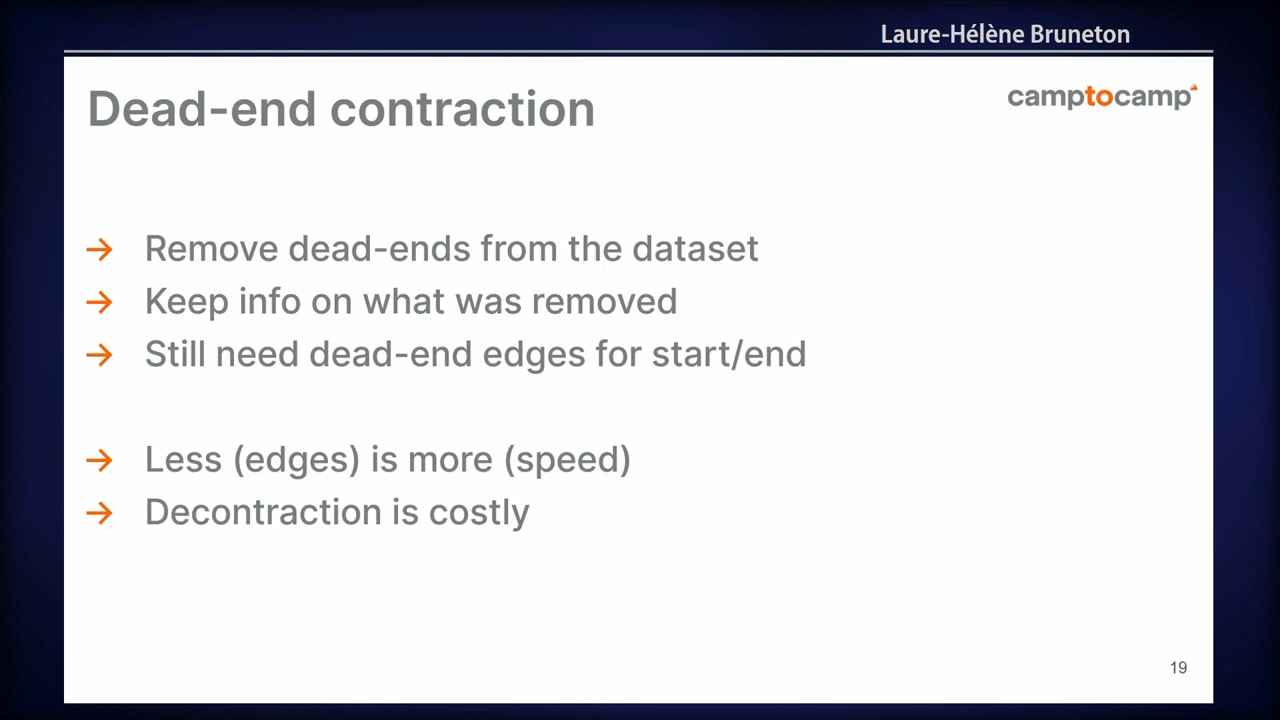 Laure-Hélène Bruneton
Dead-end contraction
camptocamp
→ Remove dead-ends from the dataset
→ Keep info on what was removed
→ Still need dead-end edges for start/end
→ Less (edges) is more (speed)
→ Decontraction is costly
19